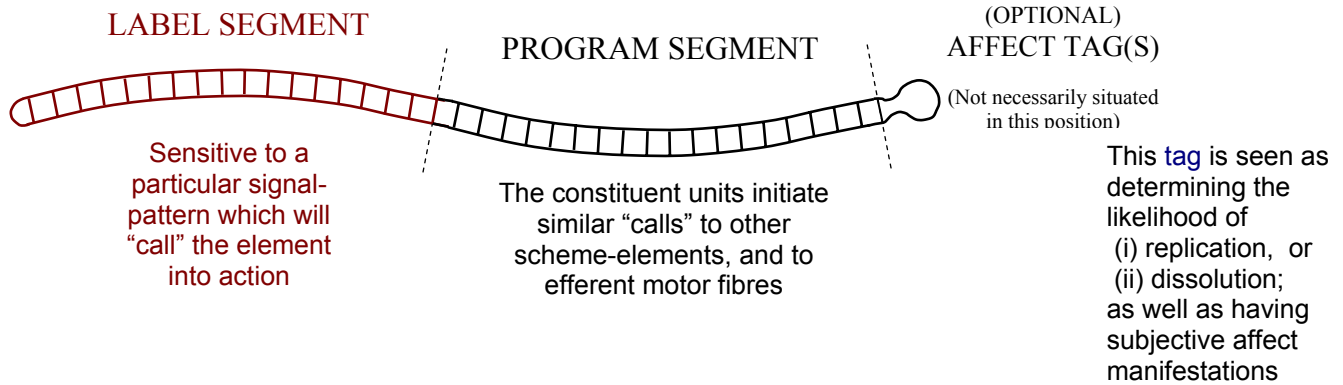 LABEL SEGMENT
PROGRAM SEGMENT
(OPTIONAL)
AFFECT TAG(S)
(Not necessarily situated
in this position)
Sensitive to a
particular signal-
pattern which will
“call” the element
into action
The constituent units initiate
similar “calls” to other
scheme-elements, and to
efferent motor fibres
This tag is seen as
determining the
likelihood of
(i) replication, or
(ii) dissolution;
as well as having
subjective affect
manifestations